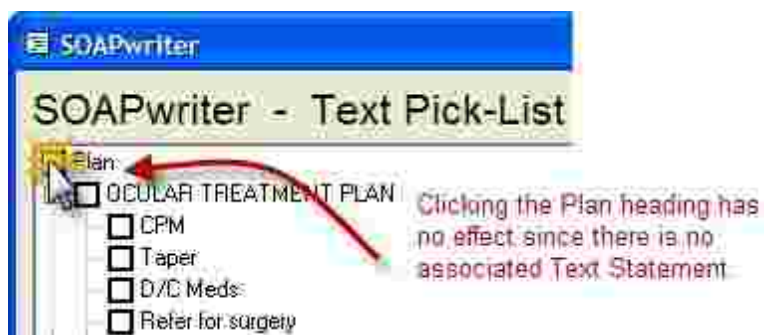 SOAPwriter
SOAPwriter - Text Pick-List
Plan
OCULAR TREATMENT PLAN
CPM
Taper
D/C Meds
Refer for surgery
Clicking the Plan heading has
no effect since there is no
associated Text Statement.